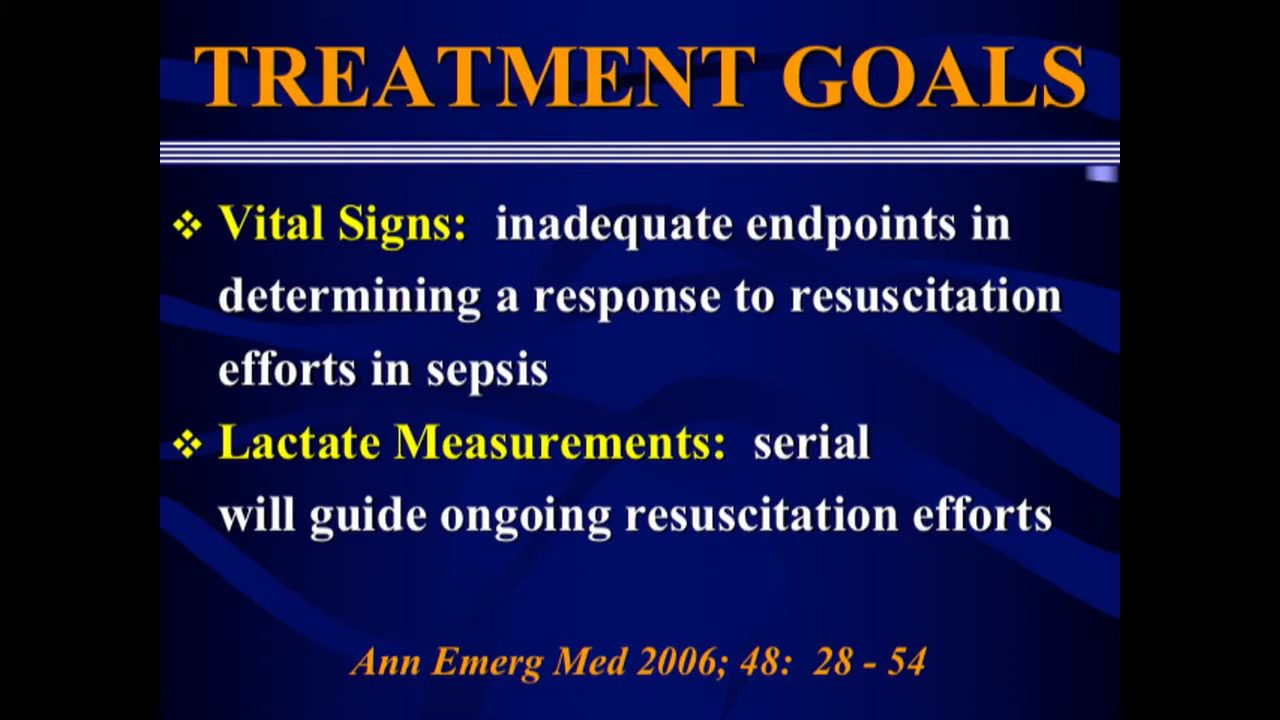 TREATMENT GOALS
Vital Signs: inadequate endpoints in
determining a response to resuscitation
efforts in sepsis
Lactate Measurements: serial
will guide ongoing resuscitation efforts
Ann Emerg Med 2006; 48: 28 - 54